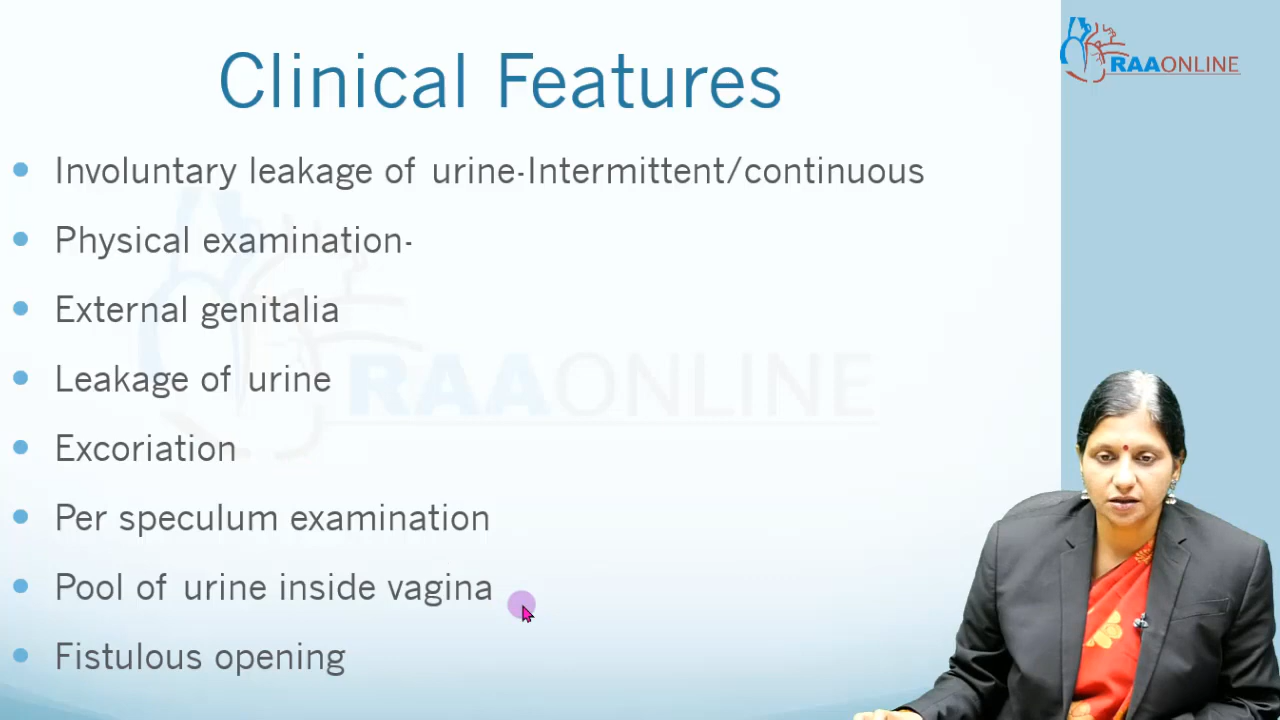 Clinical Features
RAAONLINE
• Involuntary leakage of urine-Intermittent/continuous
• Physical examination-
• External genitalia
• Leakage of urine
• Excoriation
• Per speculum examination
• Pool of urine inside vagina
• Fistulous opening
RAAONLINE